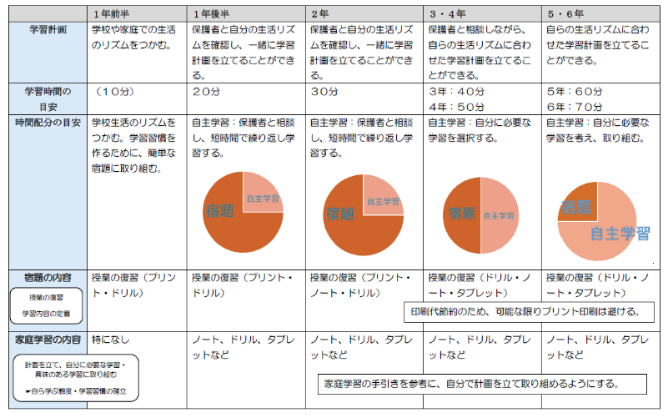 １年前半
１年後半
２年
３・４年
５・６年
学習計画
学校や家庭での生活
のリズムをつかむ。
保護者と自分の生活リズ
ムを確認し、一緒に学習
計画を立てることができ
る。
保護者と自分の生活リズ
ムを確認し、一緒に学習
計画を立てることができ
る。
保護者と相談しながら、
自らの生活リズムに合わ
せた学習計画を立てるこ
とができる。
自らの生活リズムに合わ
せた学習計画を立てるこ
とができる。
学習時間の
目安
（１０分）
２０分
３０分
３年：４０分
４年：５０分
５年：６０分
６年：７０分
時間配分の目安
学校生活のリズムを
つかむ。学習習慣を
作るために、簡単な
宿題に取り組む。
自主学習：保護者と相談
し、短時間で繰り返し学
習する。
宿題
自主学習
自主学習：保護者と相談
し、短時間で繰り返し学
習する。
宿題
自主学習
自主学習：自分に必要な
学習を選択する。
宿題
自主学習
自主学習：自分に必要な
学習を考え、取り組む。
宿題
自主学習
宿題の内容
授業の復習
学習内容の定着
授業の復習（プリン
ト・ドリル）
授業の復習（プリント・
ドリル）
授業の復習（プリント・
ノート・ドリル）
授業の復習（ドリル・ノ
ート・タブレット）
授業の復習（ドリル・ノ
ート・タブレット）
印刷代節約のため、可能な限りプリント印刷は避ける。
家庭学習の内容
計画を立て、自分に必要な学習・
興味のある学習に取り組む
☛自ら学ぶ態度・学習習慣の確立
特になし
ノート、ドリル、タブレ
ットなど
ノート、ドリル、タブレ
ットなど
ノート、ドリル、タブレ
ットなど
ノート、ドリル、タブレ
ットなど
家庭学習の手引きを参考に、自分で計画を立て取り組めるようにする。